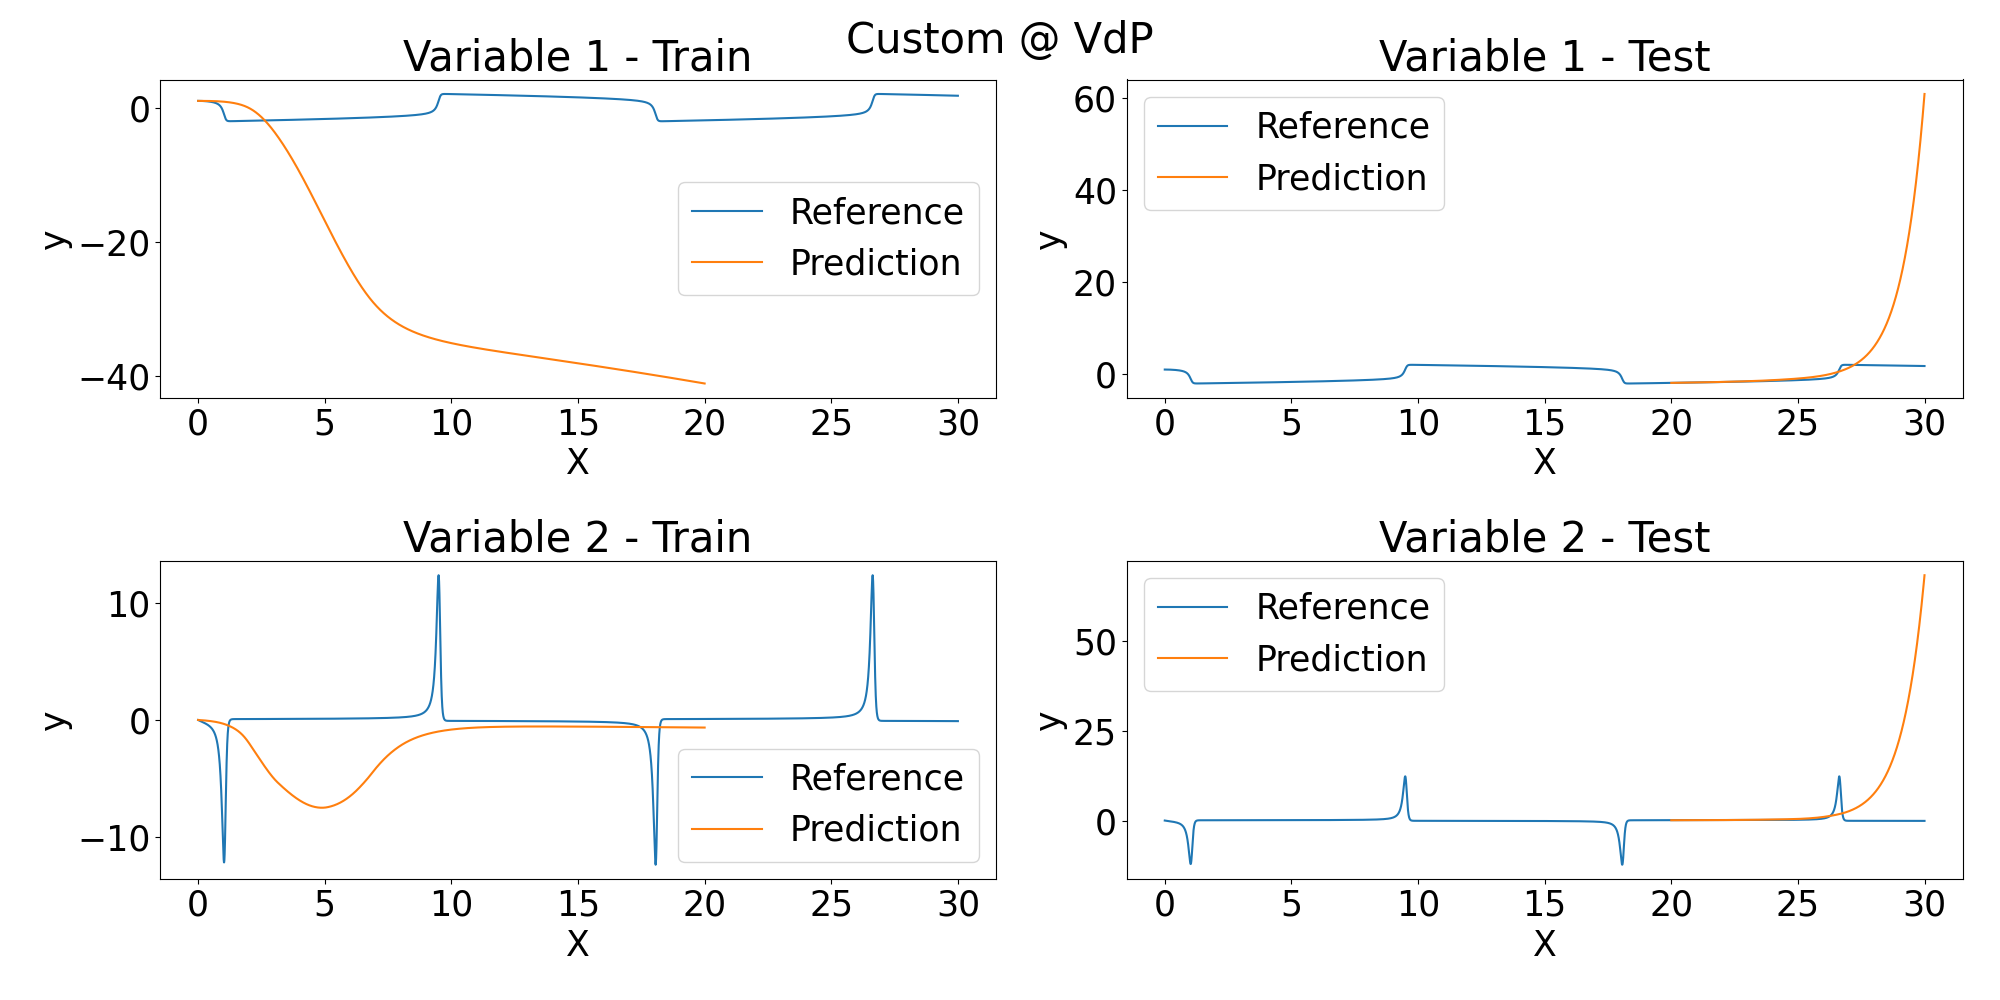 Custom @ VdP
Variable 1 - Train
0
−20
−40
y
0 5 10 15 20 25 30
X
Reference
Prediction
Variable 1 - Test
60
40
20
0
y
0 5 10 15 20 25 30
X
Reference
Prediction
Variable 2 - Train
10
0
−10
y
0 5 10 15 20 25 30
X
Reference
Prediction
Variable 2 - Test
50
25
0
y
0 5 10 15 20 25 30
X
Reference
Prediction